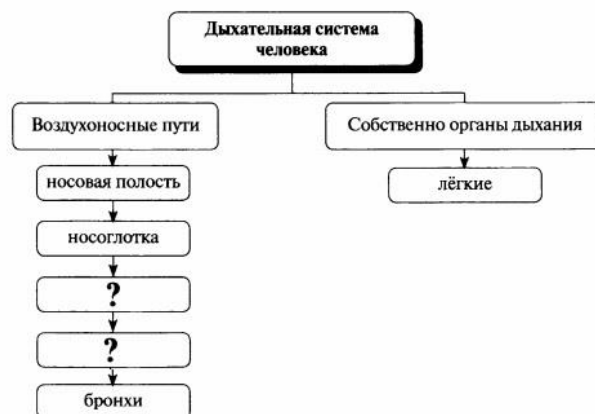 Дыхательная система
человека
Воздухоносные пути
Собственно органы дыхания
носовая полость
лёгкие
носоглотка
?
?
бронхи